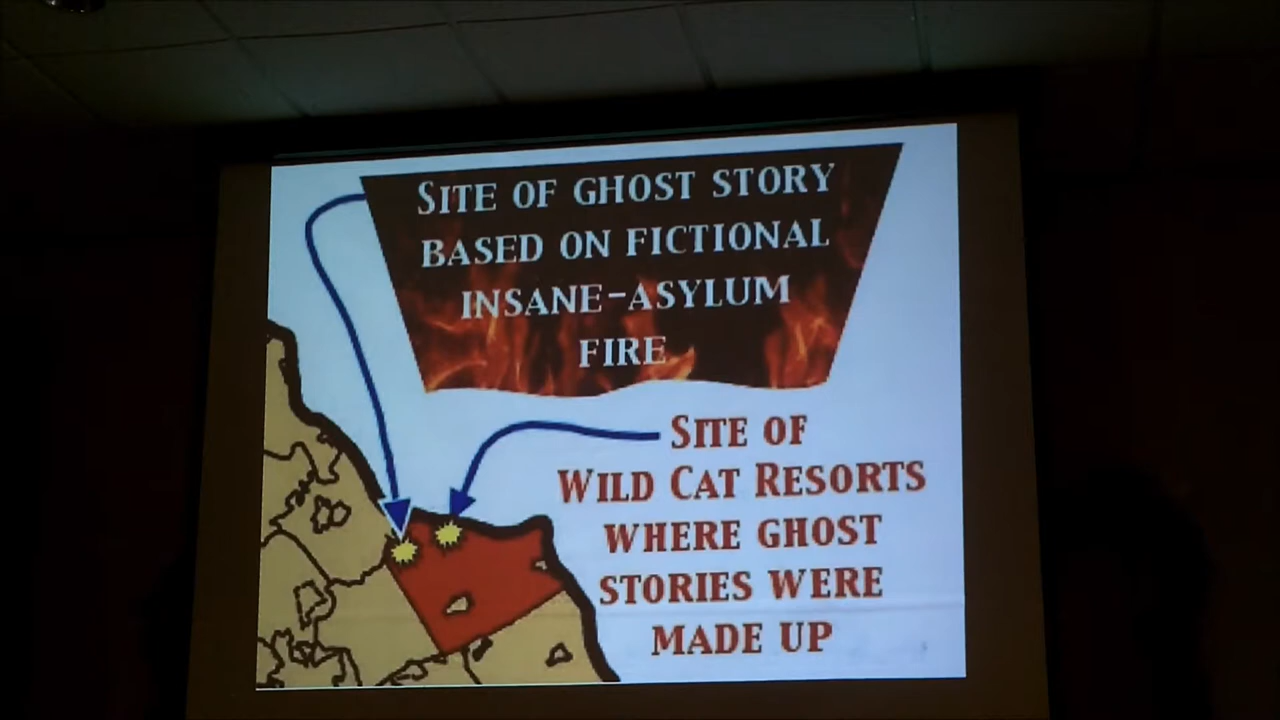 SITE OF GHOST STORY
BASED ON FICTIONAL
INSANE-ASYLUM
FIRE
SITE OF
WILD CAT RESORTS
WHERE GHOST
STORIES WERE
MADE UP